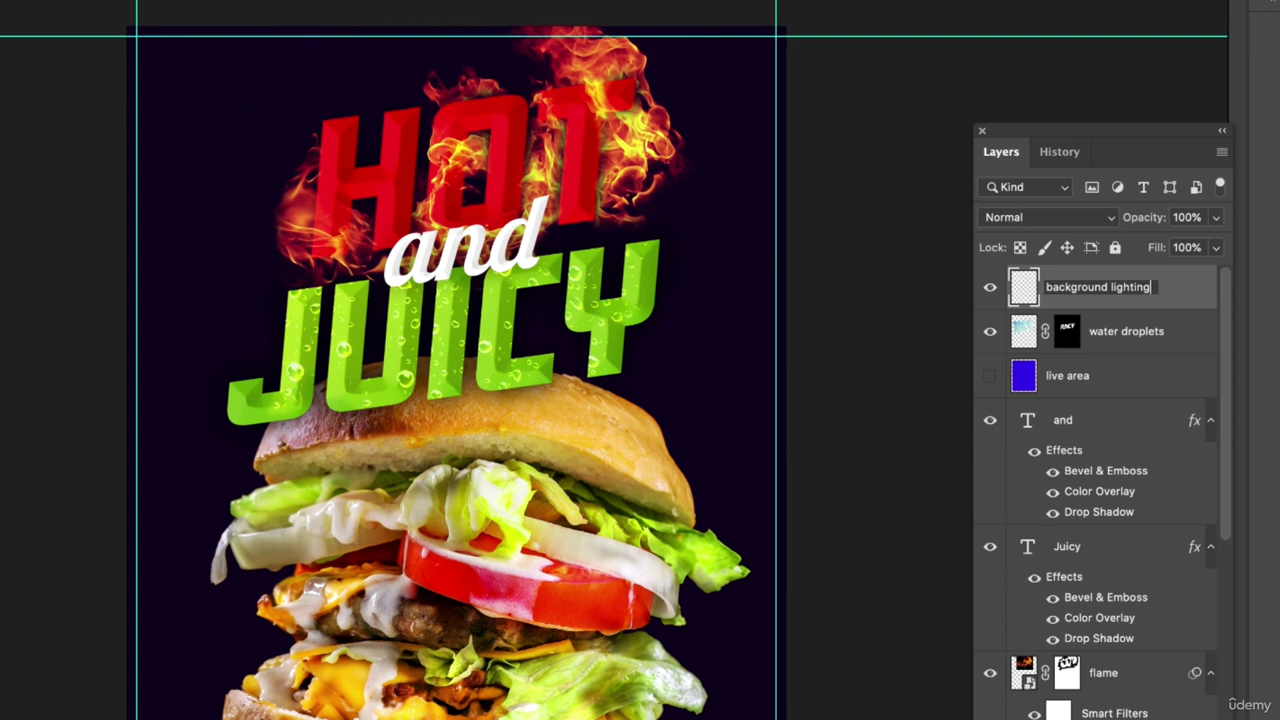 HOT
and
JUICY
Layers
History
Kind
Normal
Opacity: 100%
Lock:
Fill: 100%
background lighting
water droplets
live area
T and fx
Effects
Bevel & Emboss
Color Overlay
Drop Shadow
T Juicy fx
Effects
Bevel & Emboss
Color Overlay
Drop Shadow
flame
Smart Filters
ûdemy